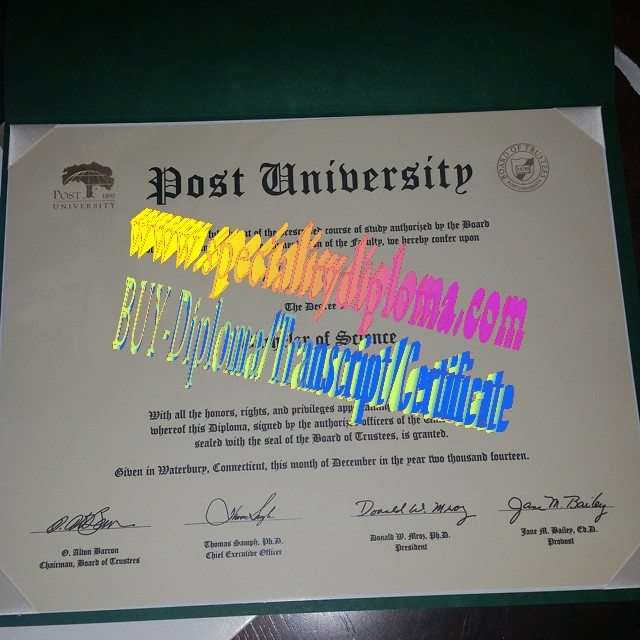 POST
1890
UNIVERSITY
Post University
BOARD OF TRUSTEES
of the prescribed course of study authorized by the Board
of the Faculty, we hereby confer upon
www.specialitydiploma.com
The Degree
BUY-Diploma/Transcript/Certificate
of Science
With all the honors, rights, and privileges
whereof this Diploma, signed by the authorized officers of the
sealed with the seal of the Board of Trustees, is granted.
Given in Waterbury, Connecticut, this month of December in the year two thousand fourteen.
Donald W. Mroz
Jane M. Bailey
O. Alton Barron
Chairman, Board of Trustees
Thomas Samph, Ph.D.
Chief Executive Officer
Donald W. Mroz, Ph.D.
President
Jane M. Bailey, Ed.D.
Provost